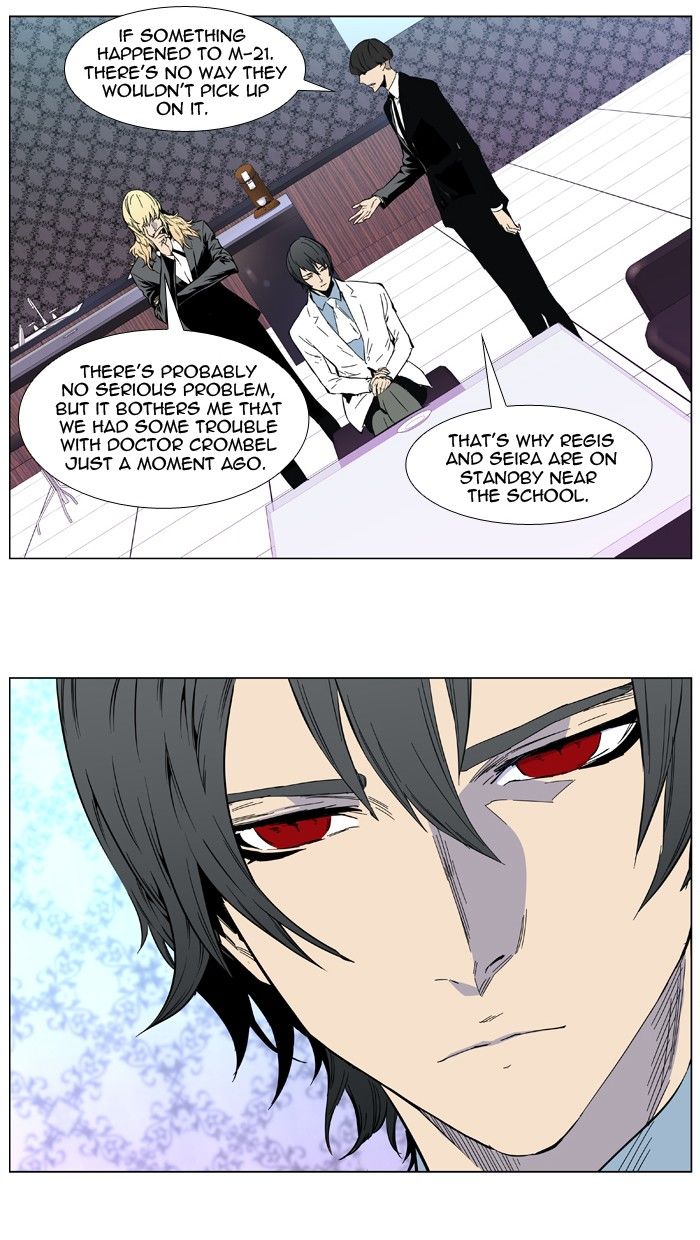 IF SOMETHING
HAPPENED TO M-21.
THERE'S NO WAY THEY
WOULDN'T PICK UP
ON IT.
THERE'S PROBABLY
NO SERIOUS PROBLEM,
BUT IT BOTHERS ME THAT
WE HAD SOME TROUBLE
WITH DOCTOR CROMBEL
JUST A MOMENT AGO.
THAT'S WHY REGIS
AND SEIRA ARE ON
STANDBY NEAR
THE SCHOOL.